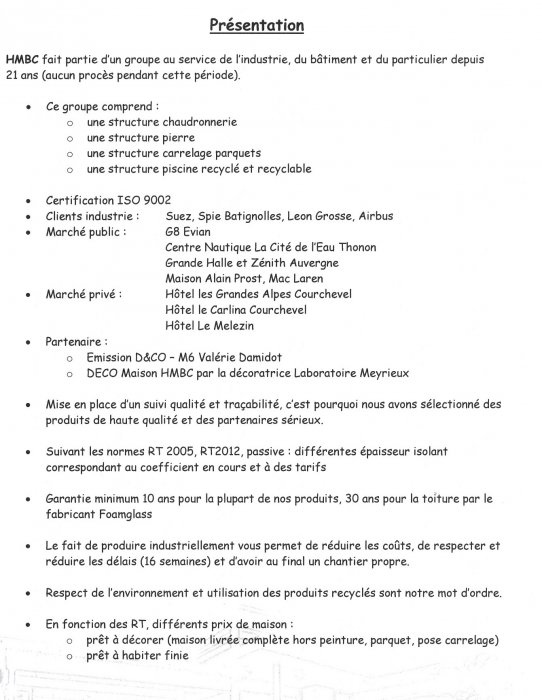 Présentation
HMBC fait partie d'un groupe au service de l'industrie, du bâtiment et du particulier depuis
21 ans (aucun procès pendant cette période).
• Ce groupe comprend :
o une structure chaudronnerie
o une structure pierre
o une structure carrelage parquets
o une structure piscine recyclé et recyclable
• Certification ISO 9002
• Clients industrie : Suez, Spie Batignolles, Leon Grosse, Airbus
• Marché public : G8 Evian
Centre Nautique La Cité de l'Eau Thonon
Grande Halle et Zénith Auvergne
Maison Alain Prost, Mac Laren
• Marché privé : Hôtel les Grandes Alpes Courchevel
Hôtel le Carlina Courchevel
Hôtel Le Melezin
• Partenaire :
o Emission D&CO – M6 Valérie Damidot
o DECO Maison HMBC par la décoratrice Laboratoire Meyrieux
• Mise en place d'un suivi qualité et traçabilité, c'est pourquoi nous avons sélectionné des
produits de haute qualité et des partenaires sérieux.
• Suivant les normes RT 2005, RT2012, passive : différentes épaisseur isolant
correspondant au coefficient en cours et à des tarifs
• Garantie minimum 10 ans pour la plupart de nos produits, 30 ans pour la toiture par le
fabricant Foamglass
• Le fait de produire industriellement vous permet de réduire les coûts, de respecter et
réduire les délais (16 semaines) et d'avoir au final un chantier propre.
• Respect de l'environnement et utilisation des produits recyclés sont notre mot d'ordre.
• En fonction des RT, différents prix de maison :
o prêt à décorer (maison livrée complète hors peinture, parquet, pose carrelage)
o prêt à habiter finie